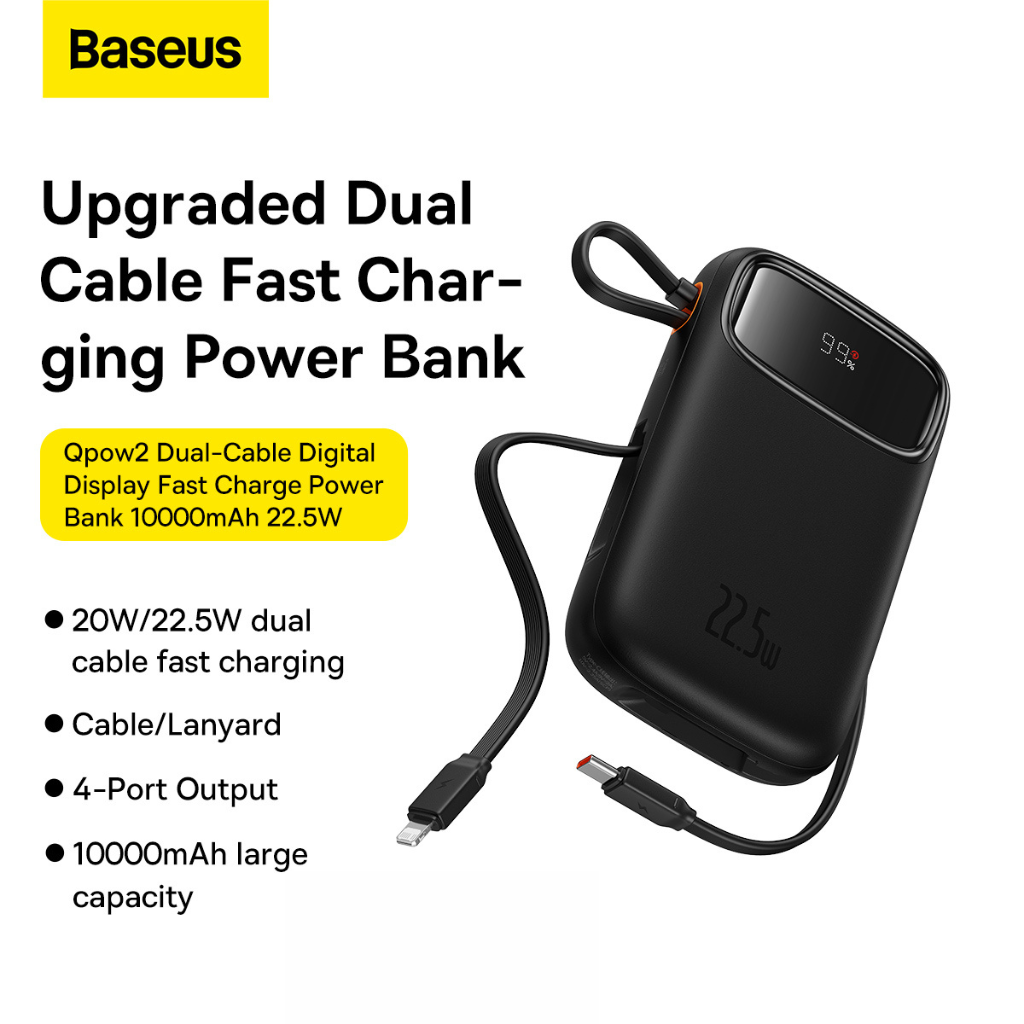 Baseus
Upgraded Dual
Cable Fast Char-
ging Power Bank
Qpow2 Dual-Cable Digital
Display Fast Charge Power
Bank 10000mAh 22.5W
● 20W/22.5W dual
cable fast charging
● Cable/Lanyard
● 4-Port Output
● 10000mAh large
capacity
99%
22.5W